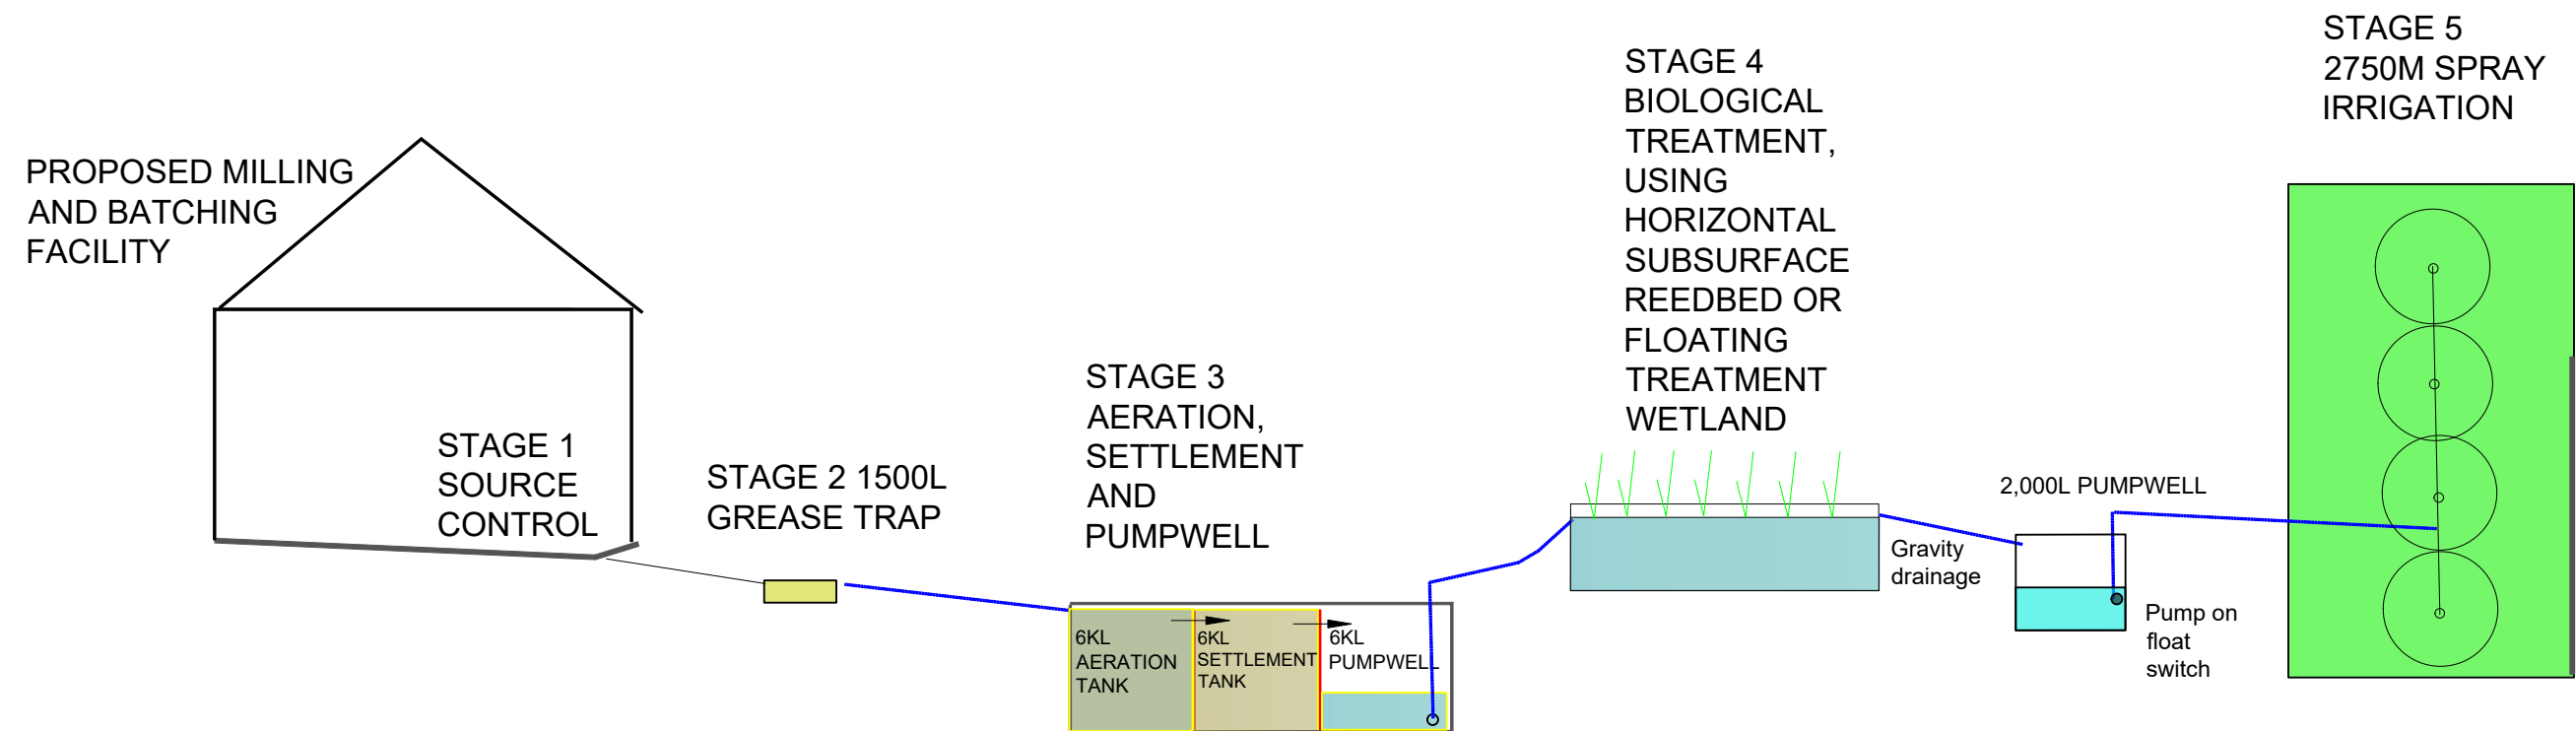 PROPOSED MILLING
AND BATCHING
FACILITY
STAGE 1
SOURCE
CONTROL
STAGE 2 1500L
GREASE TRAP
STAGE 3
AERATION,
SETTLEMENT
AND
PUMPWELL
6KL
AERATION
TANK
6KL
SETTLEMENT
TANK
6KL
PUMPWELL
STAGE 4
BIOLOGICAL
TREATMENT,
USING
HORIZONTAL
SUBSURFACE
REEDBED OR
FLOATING
TREATMENT
WETLAND
Gravity
drainage
2,000L PUMPWELL
Pump on
float
switch
STAGE 5
2750M SPRAY
IRRIGATION